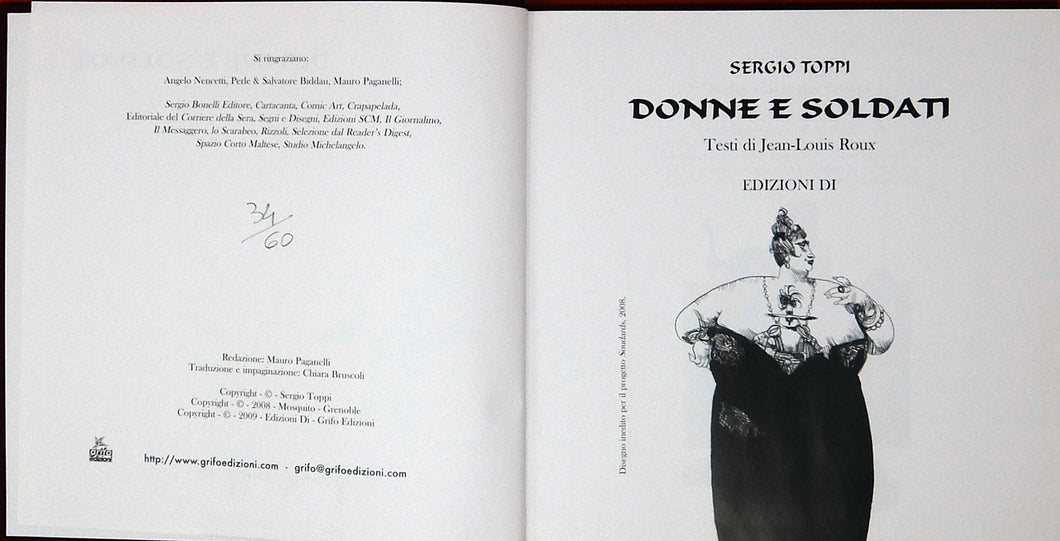 Si ringraziano:
Angelo Nencetti, Perle & Salvatore Biddau, Mauro Paganelli;
Sergio Bonelli Editore, Cartacanta, Comic Art, Crapapelada,
Editoriale del Corriere della Sera, Segni e Disegni, Edizioni SCM, Il Giornalino,
Il Messaggero, lo Scarabeo, Rizzoli, Selezione dal Reader's Digest,
Spazio Corto Maltese, Studio Michelangelo.
34/60
Redazione: Mauro Paganelli
Traduzione e impaginazione: Chiara Bruscoli
Copyright - © - Sergio Toppi
Copyright - © - 2008 - Mosquito - Grenoble
Copyright - © - 2009 - Edizioni Di - Grifo Edizioni
grifo
edizioni
http://www.grifoedizioni.com - grifo@grifoedizioni.com
SERGIO TOPPI
DONNE E SOLDATI
Testi di Jean-Louis Roux
EDIZIONI DI
Disegno inedito per il progetto Soudards, 2008.